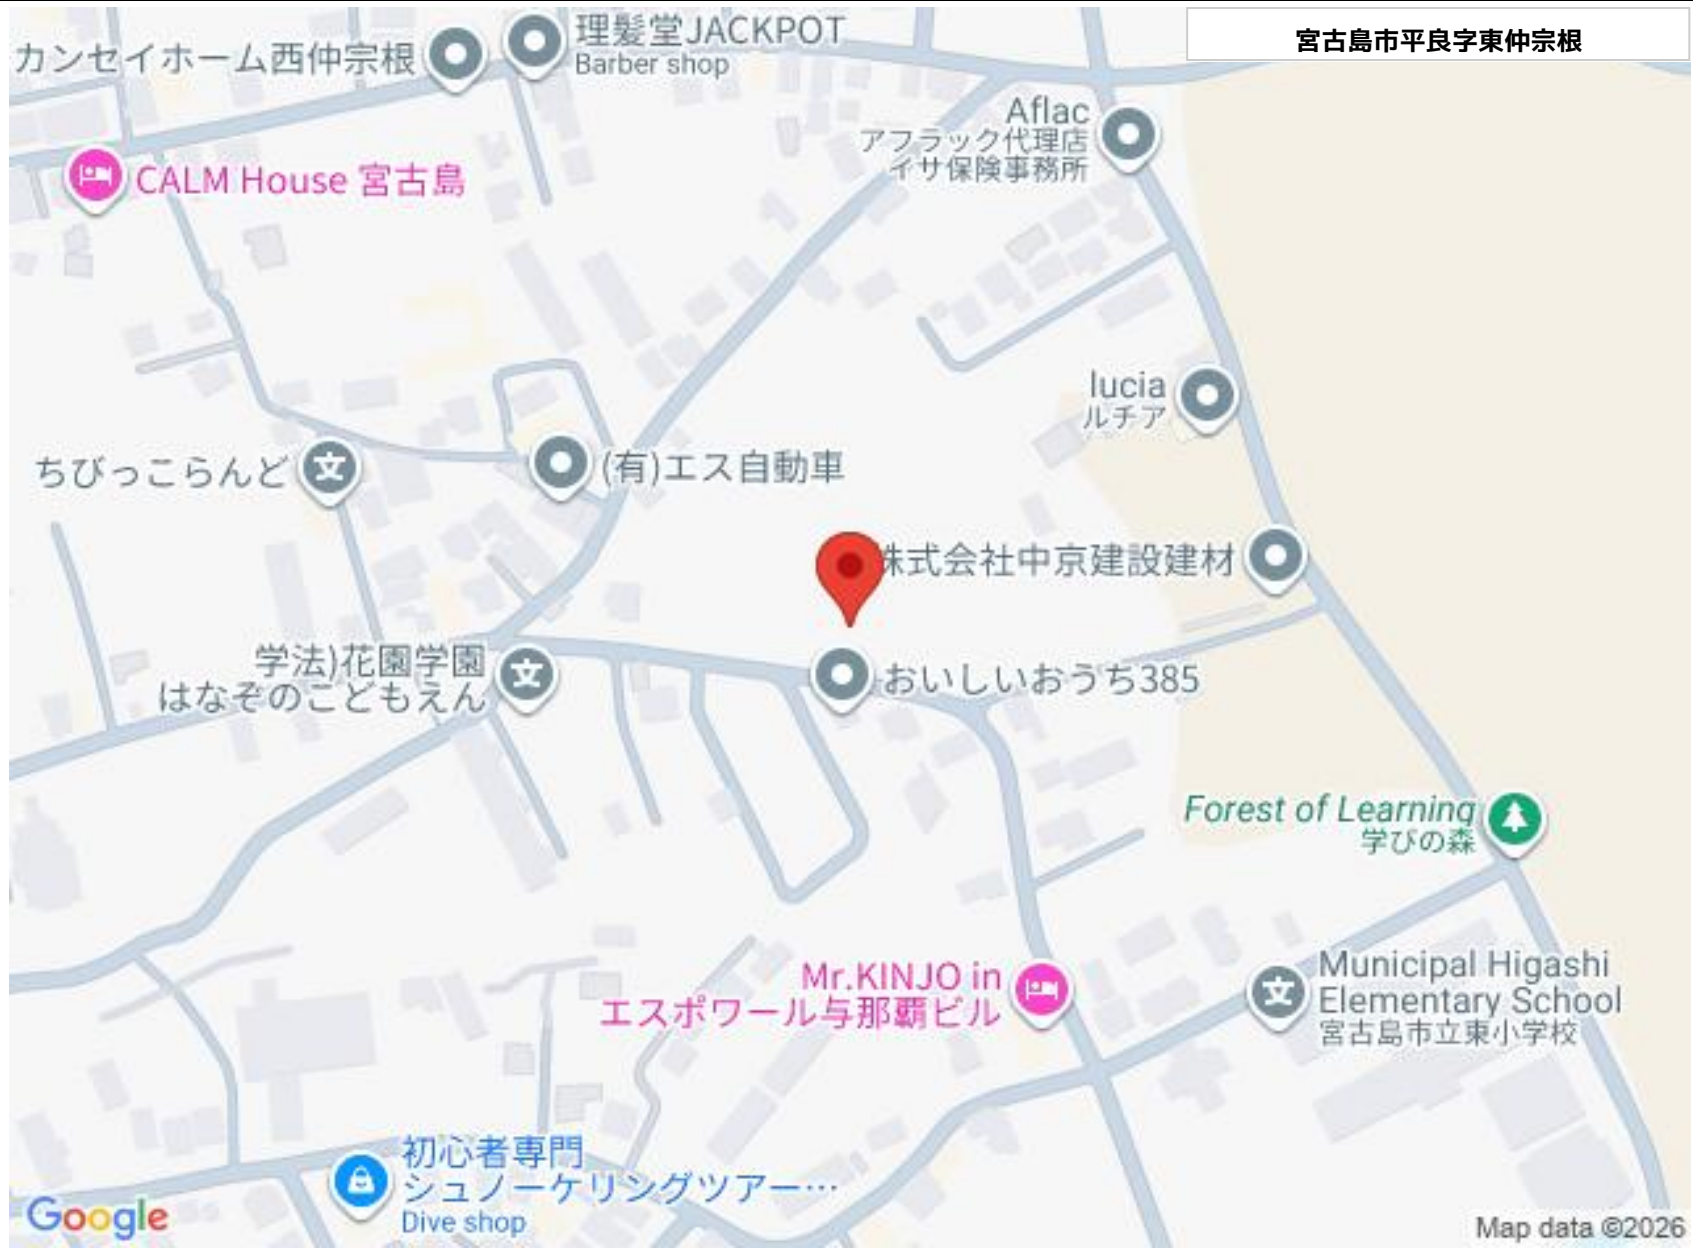 宮古島市平良字東仲宗根
カンセイホーム西仲宗根
理髪堂JACKPOT
Barber shop
Aflac
アフラック代理店
イサ保険事務所
CALM House 宮古島
lucia
ルチア
ちびっこらんど
(有)エス自動車
株式会社中京建設建材
学法)花園学園
はなぞのこどもえん
おいしいおうち385
Forest of Learning
学びの森
Mr.KINJO in
エスポワール与那覇ビル
Municipal Higashi
Elementary School
宮古島市立東小学校
初心者専門
シュノーケリングツアー…
Dive shop
Google
Map data ©2026